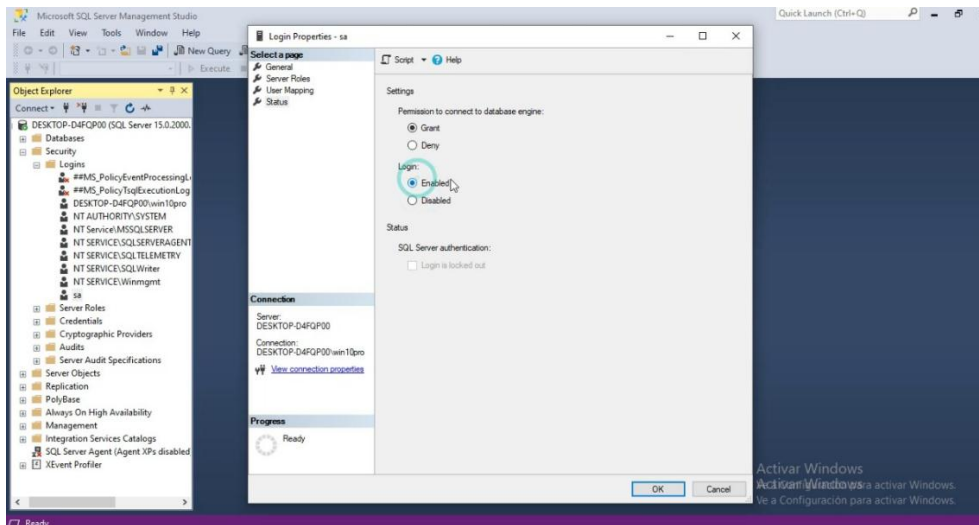 Microsoft SQL Server Management Studio
Quick Launch (Ctrl+Q)
File Edit View Tools Window Help
New Query
Execute
Object Explorer
Connect
DESKTOP-D4FQP00 (SQL Server 15.0.2000.
Databases
Security
Logins
##MS_PolicyEventProcessingL
##MS_PolicyTsqlExecutionLog
DESKTOP-D4FQP00\win10pro
NT AUTHORITY\SYSTEM
NT Service\MSSQLSERVER
NT SERVICE\SQLSERVERAGENT
NT SERVICE\SQLTELEMETRY
NT SERVICE\SQLWriter
NT SERVICE\Winmgmt
sa
Server Roles
Credentials
Cryptographic Providers
Audits
Server Audit Specifications
Server Objects
Replication
PolyBase
Always On High Availability
Management
Integration Services Catalogs
SQL Server Agent (Agent XPs disabled
XEvent Profiler
Login Properties - sa
Select a page
General
Server Roles
User Mapping
Status
Connection
Server:
DESKTOP-D4FQP00
Connection:
DESKTOP-D4FQP00\win10pro
View connection properties
Progress
Ready
Script
Help
Settings
Permission to connect to database engine:
Grant
Deny
Login:
Enabled
Disabled
Status
SQL Server authentication:
Login is locked out
OK Cancel
Activar Windows
a activar Windows.
Ve a Configuración para activar Windows.
Ready